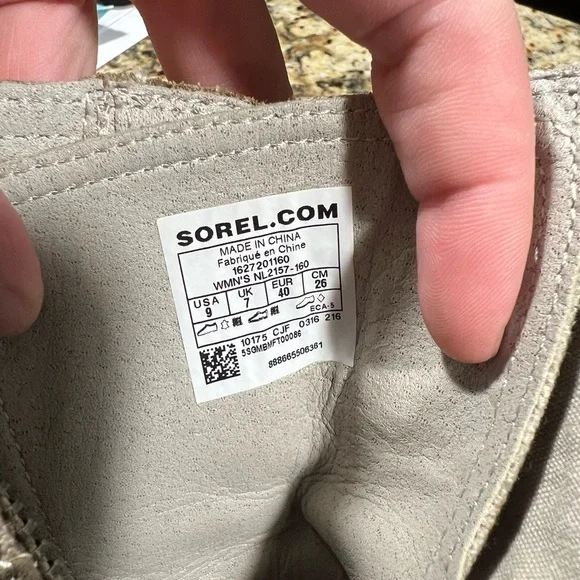 SOREL.COM
MADE IN CHINA
Fabriqué en Chine
1627201160
WMN'S NL2157-160
USA UK EUR CM
9 7 40 26
ECA-5
10175 CJF 0316 216
5SGMBMFT00086
888665506361